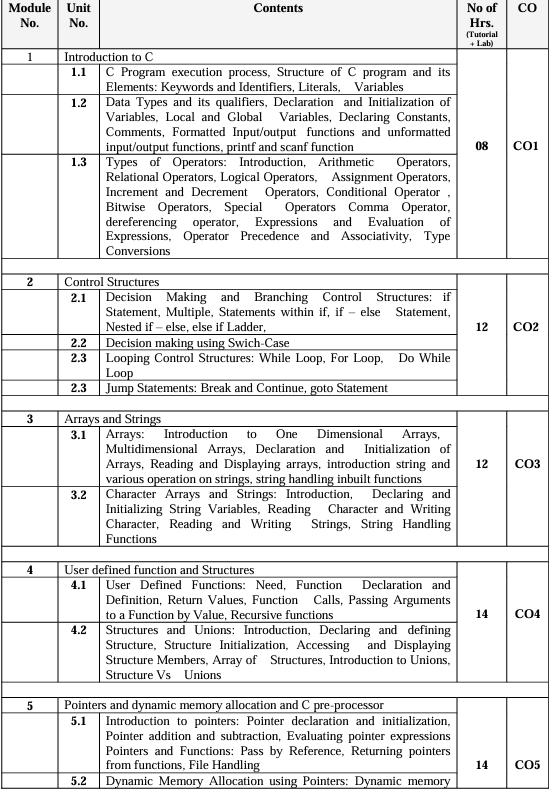 Module No. Unit No. Contents No of Hrs. (Tutorial + Lab) CO
1 Introduction to C
1.1 C Program execution process, Structure of C program and its
Elements: Keywords and Identifiers, Literals, Variables
1.2 Data Types and its qualifiers, Declaration and Initialization of
Variables, Local and Global Variables, Declaring Constants,
Comments, Formatted Input/output functions and unformatted
input/output functions, printf and scanf function
08 CO1
1.3 Types of Operators: Introduction, Arithmetic Operators,
Relational Operators, Logical Operators, Assignment Operators,
Increment and Decrement Operators, Conditional Operator ,
Bitwise Operators, Special Operators Comma Operator,
dereferencing operator, Expressions and Evaluation of
Expressions, Operator Precedence and Associativity, Type
Conversions
2 Control Structures
2.1 Decision Making and Branching Control Structures: if
Statement, Multiple, Statements within if, if – else Statement,
Nested if – else, else if Ladder,
12 CO2
2.2 Decision making using Swich-Case
2.3 Looping Control Structures: While Loop, For Loop, Do While
Loop
2.3 Jump Statements: Break and Continue, goto Statement
3 Arrays and Strings
3.1 Arrays: Introduction to One Dimensional Arrays,
Multidimensional Arrays, Declaration and Initialization of
Arrays, Reading and Displaying arrays, introduction string and
various operation on strings, string handling inbuilt functions
12 CO3
3.2 Character Arrays and Strings: Introduction, Declaring and
Initializing String Variables, Reading Character and Writing
Character, Reading and Writing Strings, String Handling
Functions
4 User defined function and Structures
4.1 User Defined Functions: Need, Function Declaration and
Definition, Return Values, Function Calls, Passing Arguments
to a Function by Value, Recursive functions
14 CO4
4.2 Structures and Unions: Introduction, Declaring and defining
Structure, Structure Initialization, Accessing and Displaying
Structure Members, Array of Structures, Introduction to Unions,
Structure Vs Unions
5 Pointers and dynamic memory allocation and C pre-processor
5.1 Introduction to pointers: Pointer declaration and initialization,
Pointer addition and subtraction, Evaluating pointer expressions
Pointers and Functions: Pass by Reference, Returning pointers
from functions, File Handling
14 CO5
5.2 Dynamic Memory Allocation using Pointers: Dynamic memory